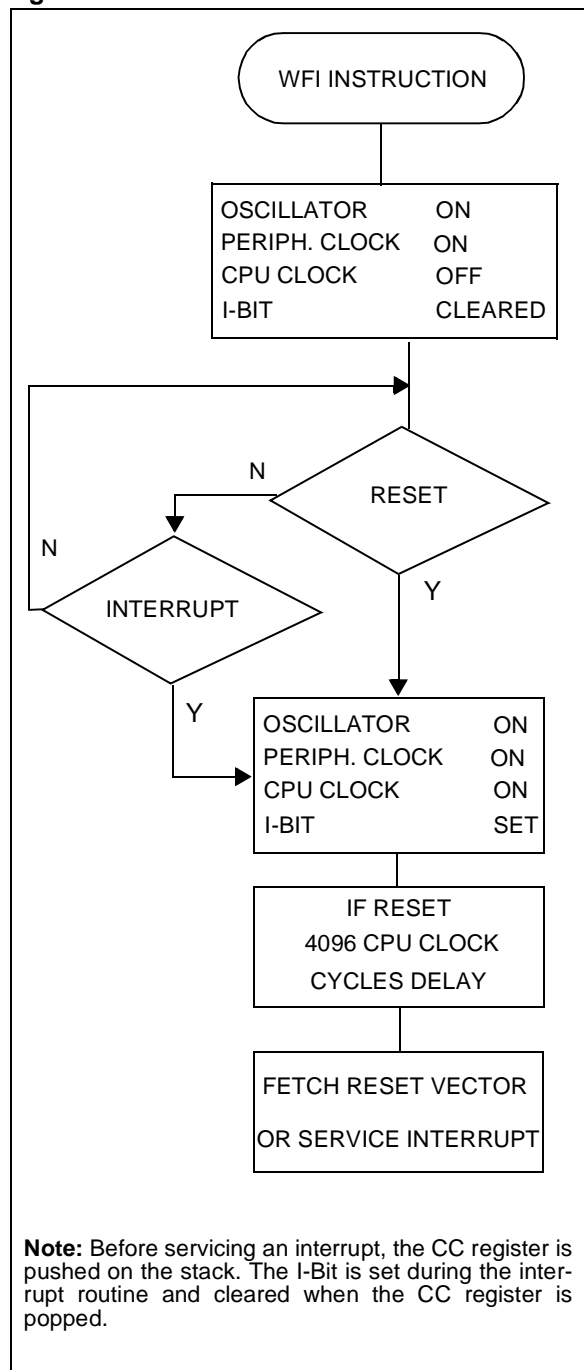 WFI INSTRUCTION
OSCILLATOR ON
PERIPH. CLOCK ON
CPU CLOCK OFF
I-BIT CLEARED
N
RESET
N
Y
INTERRUPT
Y
OSCILLATOR ON
PERIPH. CLOCK ON
CPU CLOCK ON
I-BIT SET
IF RESET
4096 CPU CLOCK
CYCLES DELAY
FETCH RESET VECTOR
OR SERVICE INTERRUPT
Note: Before servicing an interrupt, the CC register is
pushed on the stack. The I-Bit is set during the inter-
rupt routine and cleared when the CC register is
popped.